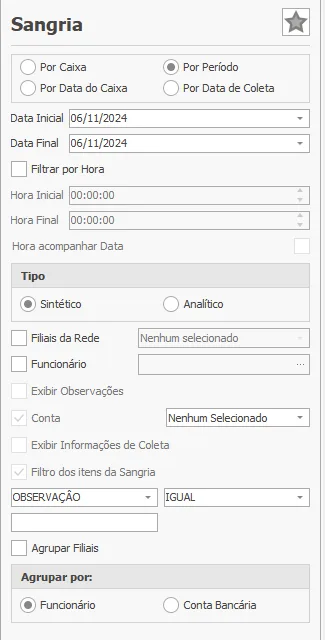 Sangria
Por Caixa
Por Período
Por Data do Caixa
Por Data de Coleta
Data Inicial 06/11/2024
Data Final 06/11/2024
Filtrar por Hora
Hora Inicial 00:00:00
Hora Final 00:00:00
Hora acompanhar Data
Tipo
Sintético
Analítico
Filiais da Rede
Nenhum selecionado
Funcionário
...
Exibir Observações
Conta
Nenhum Selecionado
Exibir Informações de Coleta
Filtro dos itens da Sangria
OBSERVAÇÃO
IGUAL
Agrupar Filiais
Agrupar por:
Funcionário
Conta Bancária